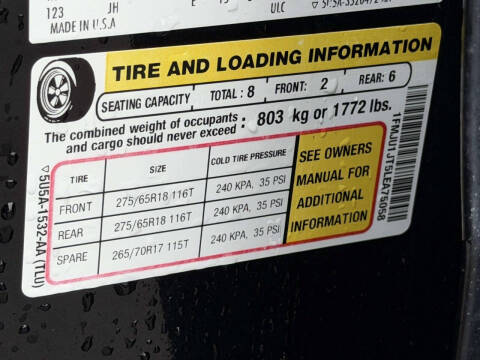 123 JH
MADE IN U.S.A
ULC
TIRE AND LOADING INFORMATION
SEATING CAPACITY TOTAL : 8 FRONT: 2 REAR: 6
The combined weight of occupants
and cargo should never exceed : 803 kg or 1772 lbs.
TIRE SIZE COLD TIRE PRESSURE
FRONT 275/65R18 116T 240 KPA, 35 PSI
REAR 275/65R18 116T 240 KPA, 35 PSI
SPARE 265/70R17 115T 240 KPA, 35 PSI
SEE OWNERS
MANUAL FOR
ADDITIONAL
INFORMATION
5U5A-1532-AA (TLU)
1FMJU1JT5LEA75058